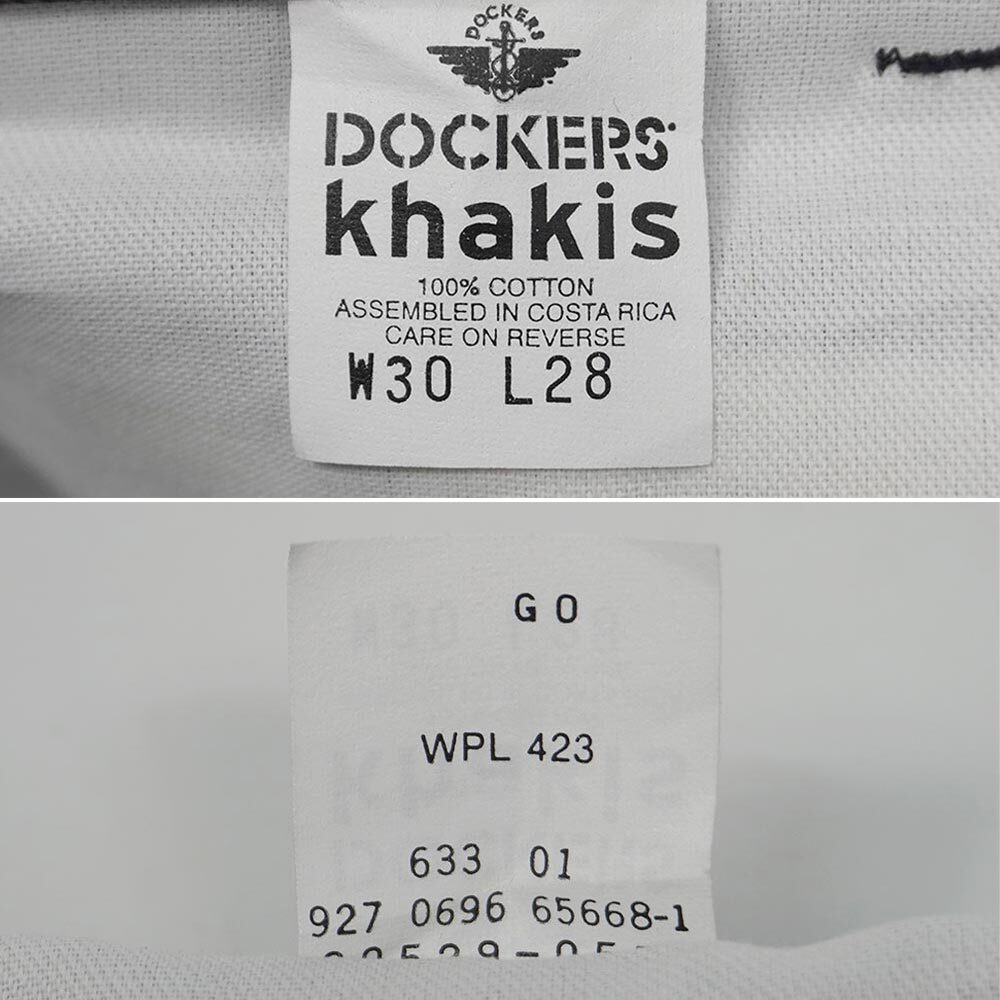 DOCKERS
DOCKERS
khakis
100% COTTON
ASSEMBLED IN COSTA RICA
CARE ON REVERSE
W30 L28
GO
WPL 423
633 01
927 0696 65668-1